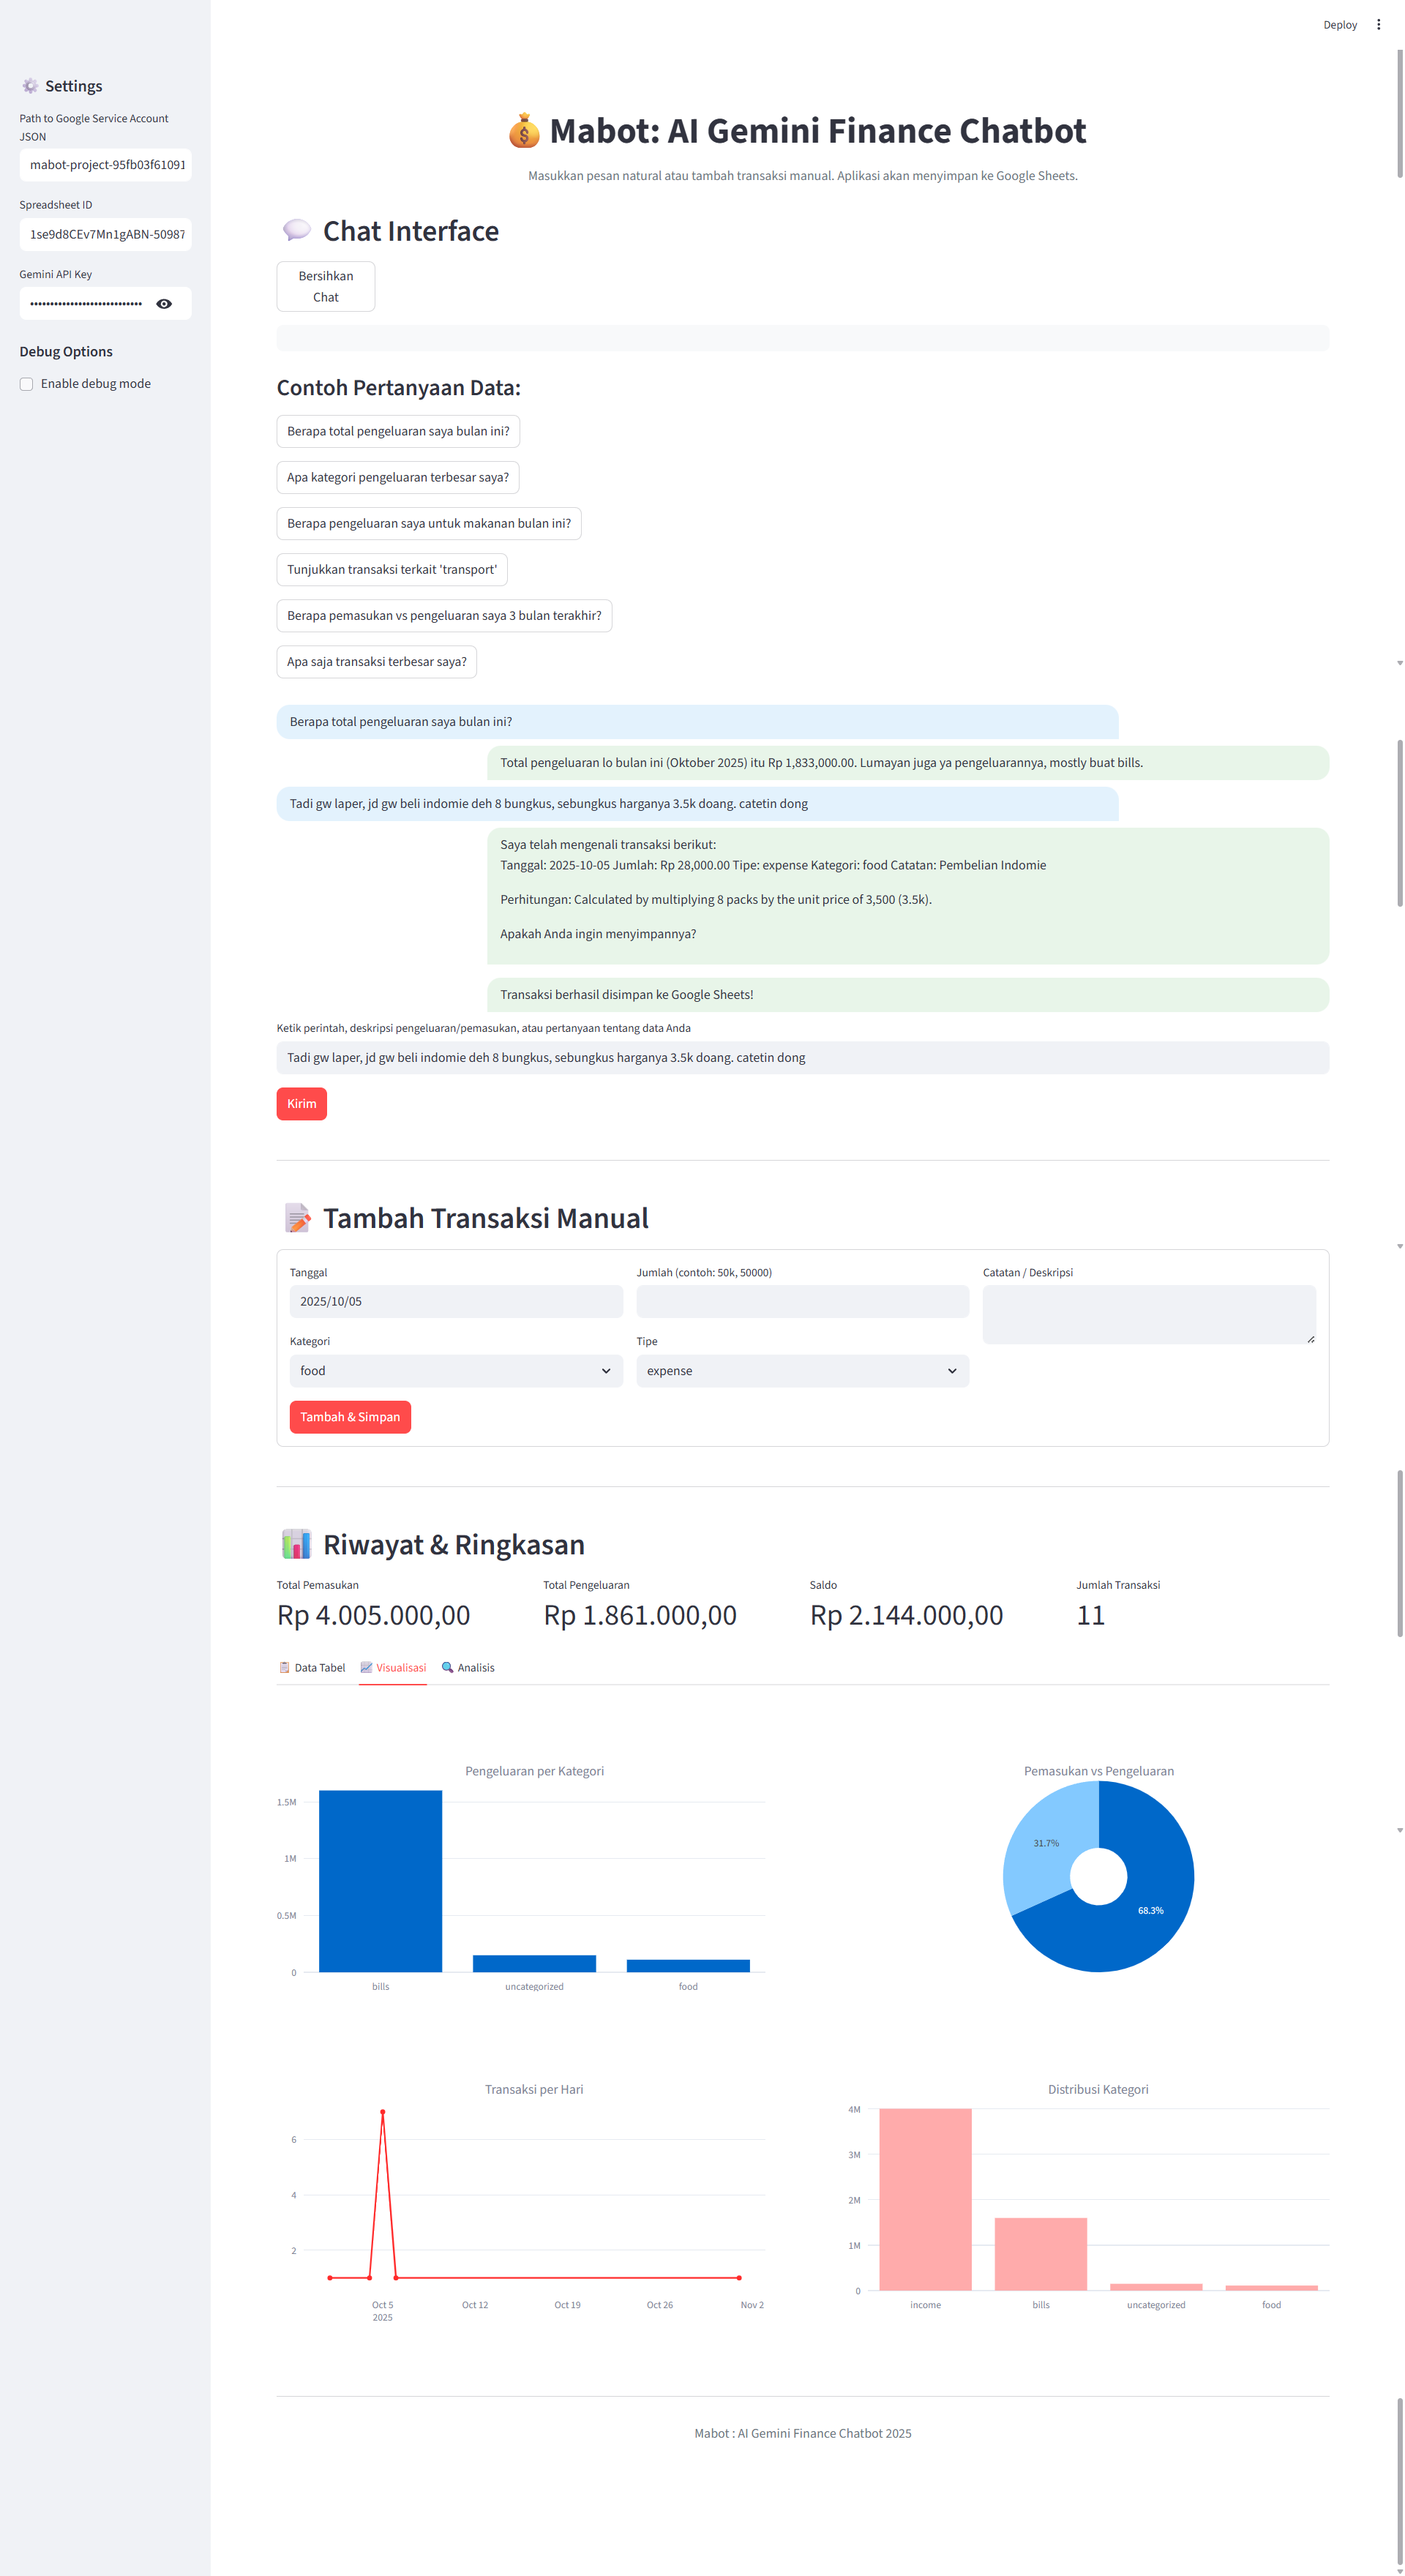 Deploy
Settings
Path to Google Service Account
JSON
mabot-project-95fb03f61091
Spreadsheet ID
1se9d8CEv7Mn1gABN-50987
Gemini API Key
Debug Options
Enable debug mode
Mabot: AI Gemini Finance Chatbot
Masukkan pesan natural atau tambah transaksi manual. Aplikasi akan menyimpan ke Google Sheets.
Chat Interface
Bersihkan
Chat
Contoh Pertanyaan Data:
Berapa total pengeluaran saya bulan ini?
Apa kategori pengeluaran terbesar saya?
Berapa pengeluaran saya untuk makanan bulan ini?
Tunjukkan transaksi terkait 'transport'
Berapa pemasukan vs pengeluaran saya 3 bulan terakhir?
Apa saja transaksi terbesar saya?
Berapa total pengeluaran saya bulan ini?
Total pengeluaran lo bulan ini (Oktober 2025) itu Rp 1,833,000.00. Lumayan juga ya pengeluarannya, mostly buat bills.
Tadi gw laper, jd gw beli indomie deh 8 bungkus, sebungkus harganya 3.5k doang. catetin dong
Saya telah mengenali transaksi berikut:
Tanggal: 2025-10-05 Jumlah: Rp 28,000.00 Tipe: expense Kategori: food Catatan: Pembelian Indomie
Perhitungan: Calculated by multiplying 8 packs by the unit price of 3,500 (3.5k).
Apakah Anda ingin menyimpannya?
Transaksi berhasil disimpan ke Google Sheets!
Ketik perintah, deskripsi pengeluaran/pemasukan, atau pertanyaan tentang data Anda
Tadi gw laper, jd gw beli indomie deh 8 bungkus, sebungkus harganya 3.5k doang. catetin dong
Kirim
Tambah Transaksi Manual
Tanggal
Jumlah (contoh: 50k, 50000)
Catatan / Deskripsi
2025/10/05
Kategori
Tipe
food
expense
Tambah & Simpan
Riwayat & Ringkasan
Total Pemasukan
Total Pengeluaran
Saldo
Jumlah Transaksi
Rp 4.005.000,00
Rp 1.861.000,00
Rp 2.144.000,00
11
Data Tabel
Visualisasi
Analisis
Pengeluaran per Kategori
1.5M
1M
0.5M
0
bills
uncategorized
food
Pemasukan vs Pengeluaran
31.7%
68.3%
Transaksi per Hari
6
4
2
Oct 5
2025
Oct 12
Oct 19
Oct 26
Nov 2
Distribusi Kategori
4M
3M
2M
1M
0
income
bills
uncategorized
food
Mabot : AI Gemini Finance Chatbot 2025